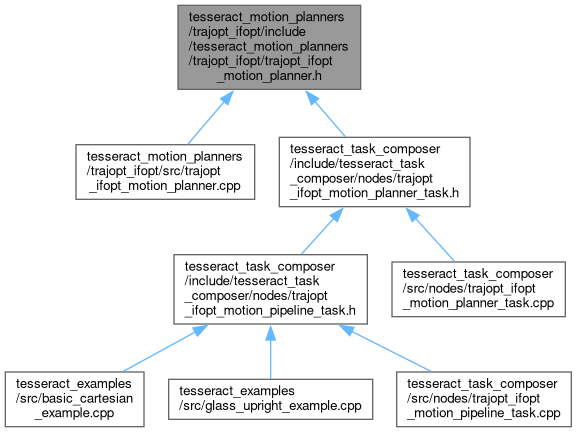 tesseract_motion_planners
/trajopt_ifopt/include
/tesseract_motion_planners
/trajopt_ifopt/trajopt_ifopt
_motion_planner.h
tesseract_motion_planners
/trajopt_ifopt/src/trajopt
_ifopt_motion_planner.cpp
tesseract_task_composer
/include/tesseract_task
_composer/nodes/trajopt
_ifopt_motion_planner_task.h
tesseract_task_composer
/include/tesseract_task
_composer/nodes/trajopt
_ifopt_motion_pipeline_task.h
tesseract_task_composer
/src/nodes/trajopt_ifopt
_motion_planner_task.cpp
tesseract_examples
/src/basic_cartesian
_example.cpp
tesseract_examples
/src/glass_upright_example.cpp
tesseract_task_composer
/src/nodes/trajopt_ifopt
_motion_pipeline_task.cpp